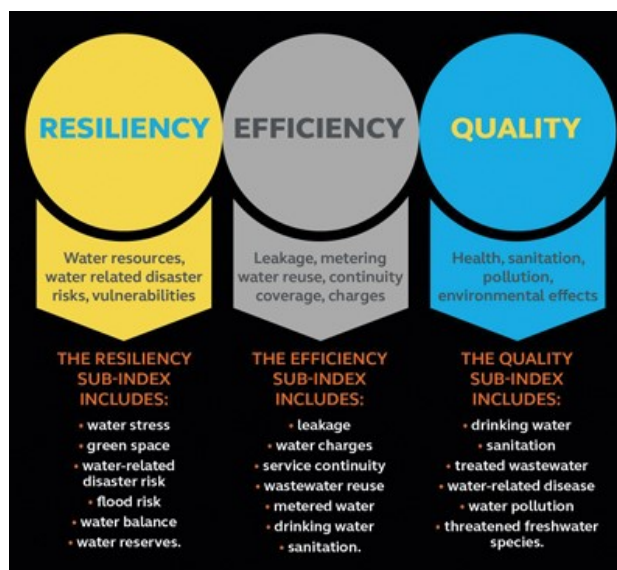 RESILIENCY
Water resources,
water related disaster
risks, vulnerabilities
THE RESILIENCY
SUB-INDEX
INCLUDES:
• water stress
• green space
• water-related
disaster risk
• flood risk
• water balance
• water reserves.
EFFICIENCY
Leakage, metering
water reuse, continuity
coverage, charges
THE EFFICIENCY
SUB-INDEX
INCLUDES:
• leakage
• water charges
• service continuity
• wastewater reuse
• metered water
• drinking water
• sanitation.
QUALITY
Health, sanitation,
pollution,
environmental effects
THE QUALITY
SUB-INDEX
INCLUDES:
• drinking water
• sanitation
• treated wastewater
• water-related disease
• water pollution
• threatened freshwater
species.